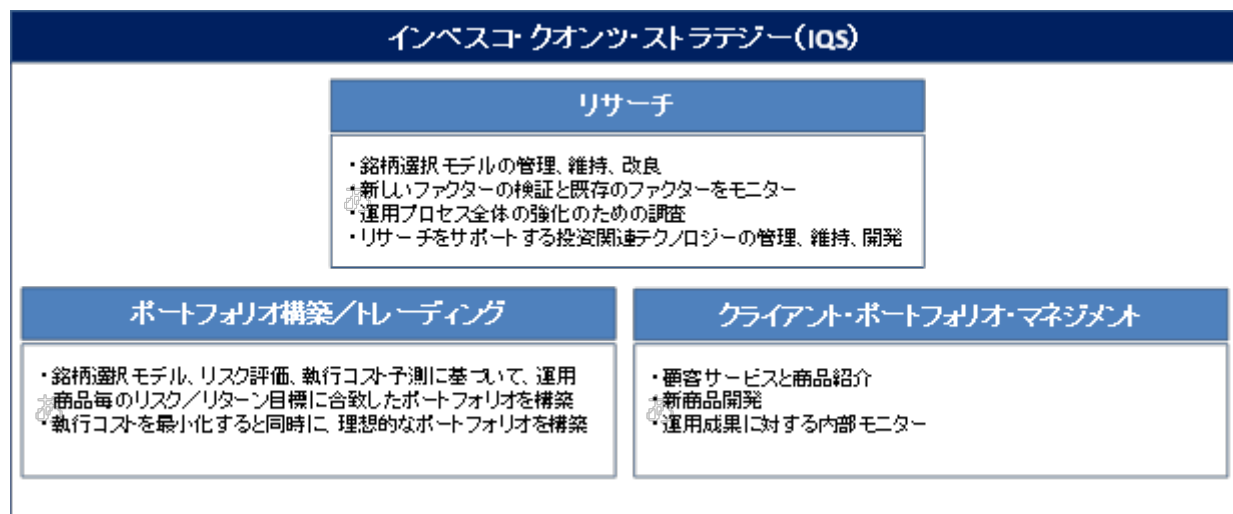 インベスコ・クオンツ・ストラテジー(IQS)
リサーチ
・銘柄選択モデルの管理、維持、改良
・新しいファクターの検証と既存のファクターをモニター
・運用プロセス全体の強化のための調査
・リサーチをサポートする投資関連テクノロジーの管理、維持、開発
ポートフォリオ構築/トレーディング
・銘柄選択モデル、リスク評価、執行コスト予測に基づいて、運用
商品毎のリスク/リターン目標に合致したポートフォリオを構築
・執行コストを最小化すると同時に、理想的なポートフォリオを構築
クライアント・ポートフォリオ・マネジメント
・顧客サービスと商品紹介
・新商品開発
・運用成果に対する内部モニター